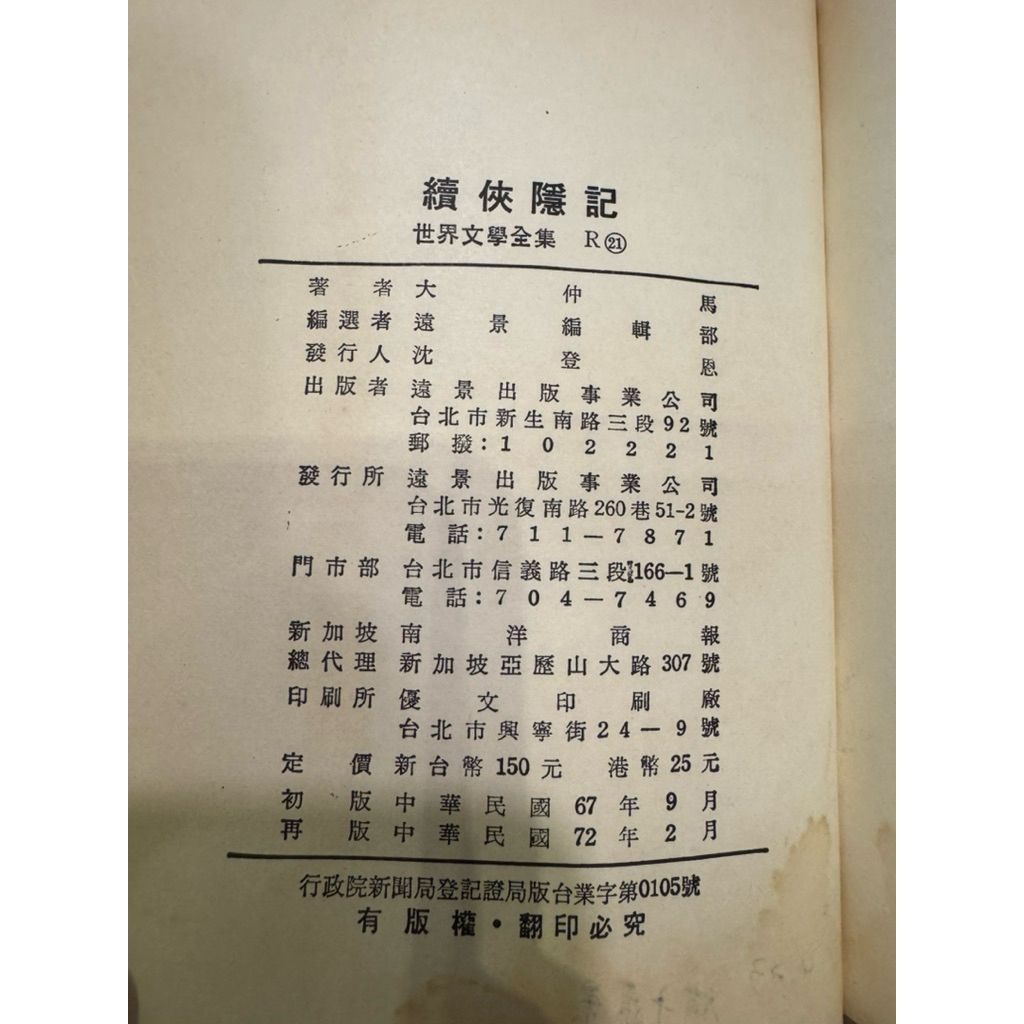 續俠隱記
世界文學全集 R㉑
著者大仲馬
編選者遠景編輯部
發行人沈登恩
出版者遠景出版事業公司
台北市新生南路三段92號
郵撥:102221
發行所遠景出版事業公司
台北市光復南路260巷51-2號
電話:711-7871
門市部台北市信義路三段166-1號
電話:704-7469
新加坡南洋商報
總代理新加坡亞歷山大路307號
印刷所優文印刷廠
台北市興寧街24-9號
定價新台幣150元 港幣25元
初版中華民國67年9月
再版中華民國72年2月
行政院新聞局登記證局版台業字第0105號
有版權•翻印必究